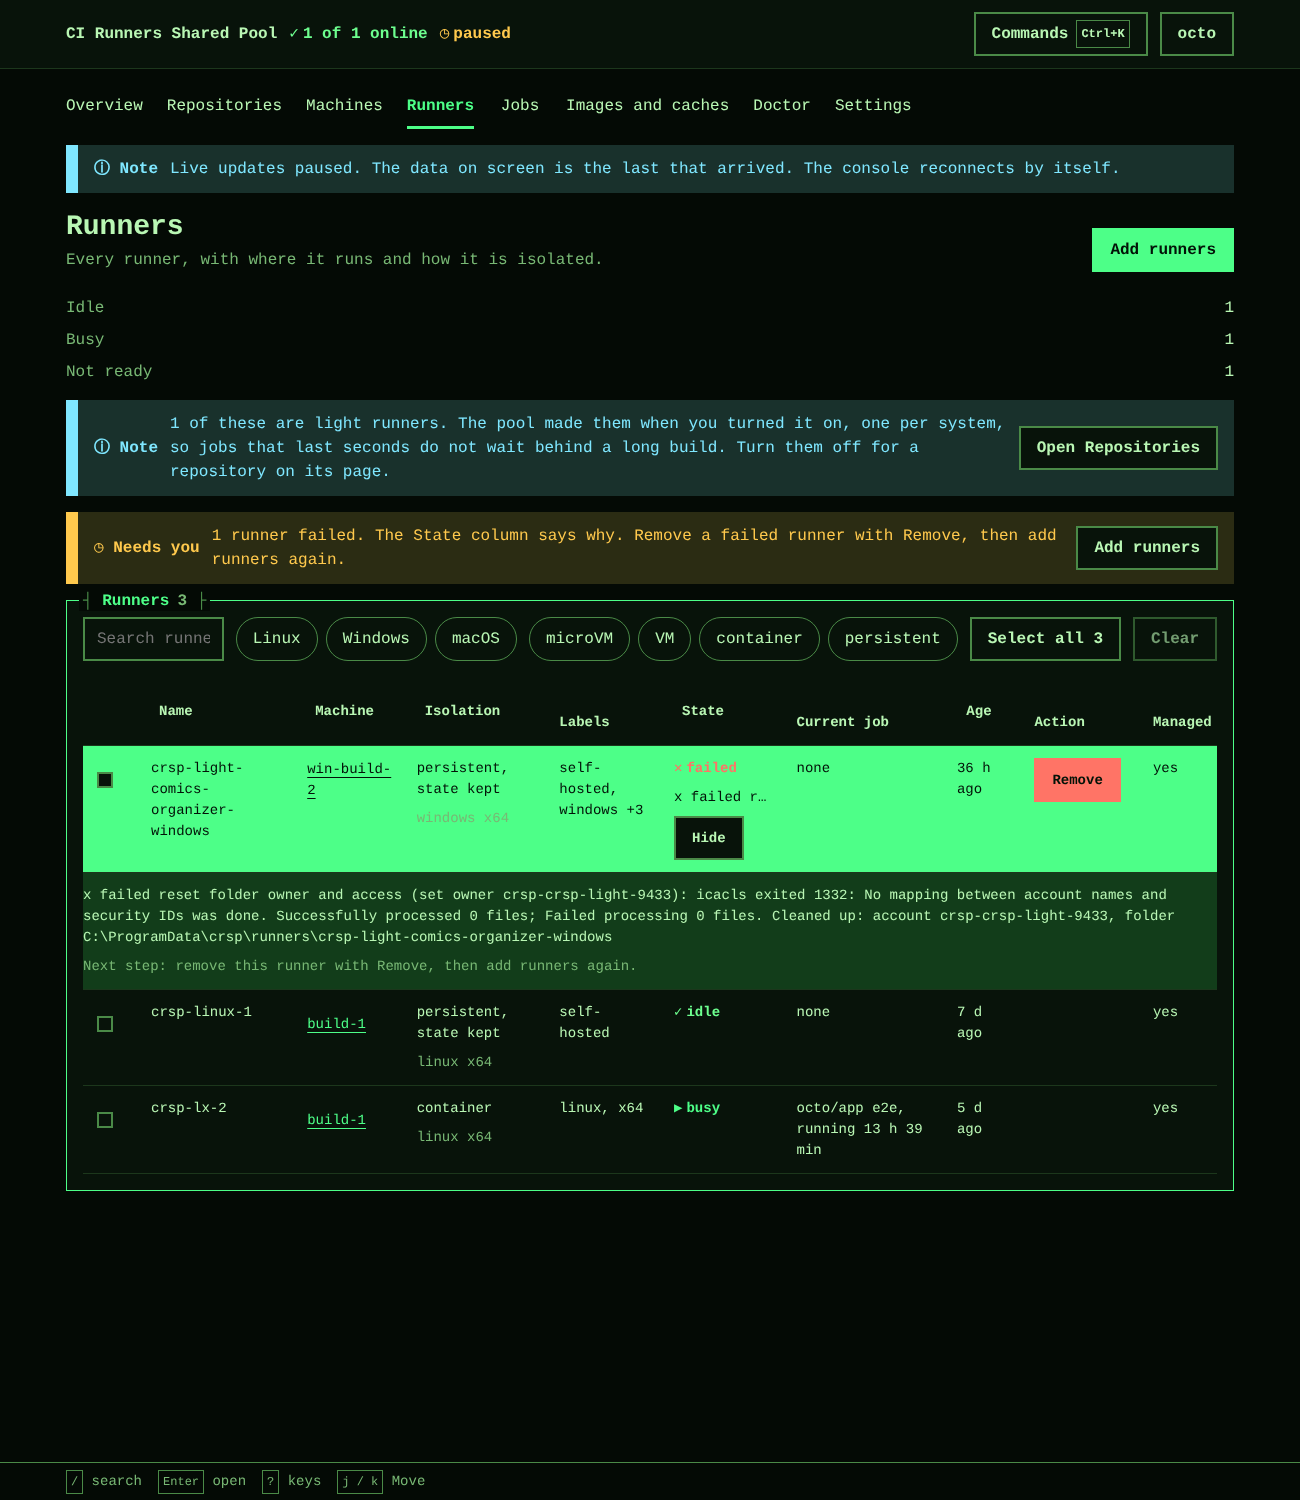 CI Runners Shared Pool ✓ 1 of 1 online ◷ paused
Commands Ctrl+K octo
Overview Repositories Machines Runners Jobs Images and caches Doctor Settings
ⓘ Note Live updates paused. The data on screen is the last that arrived. The console reconnects by itself.
Runners
Every runner, with where it runs and how it is isolated.
Add runners
Idle 1
Busy 1
Not ready 1
ⓘ Note
1 of these are light runners. The pool made them when you turned it on, one per system,
so jobs that last seconds do not wait behind a long build. Turn them off for a
repository on its page.
Open Repositories
◷ Needs you
1 runner failed. The State column says why. Remove a failed runner with Remove, then add
runners again.
Add runners
Runners 3
Search runne Linux Windows macOS microVM VM container persistent Select all 3 Clear
Name Machine Isolation Labels State Current job Age Action Managed
crsp-light-
comics-
organizer-
windows
win-build-
2
persistent,
state kept
windows x64
self-
hosted,
windows +3
× failed
x failed r…
Hide
none
36 h
ago
Remove
yes
x failed reset folder owner and access (set owner crsp-crsp-light-9433): icacls exited 1332: No mapping between account names and
security IDs was done. Successfully processed 0 files; Failed processing 0 files. Cleaned up: account crsp-crsp-light-9433, folder
C:\ProgramData\crsp\runners\crsp-light-comics-organizer-windows
Next step: remove this runner with Remove, then add runners again.
crsp-linux-1
build-1
persistent,
state kept
linux x64
self-
hosted
✓ idle
none
7 d
ago
yes
crsp-lx-2
build-1
container
linux x64
linux, x64
▶ busy
octo/app e2e,
running 13 h 39
min
5 d
ago
yes
/ search Enter open ? keys j / k Move